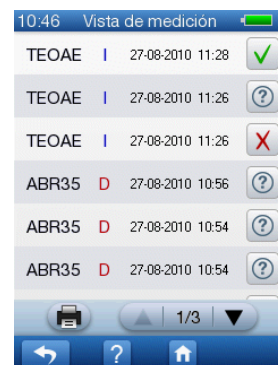 10:46 Vista de medición
TEOAE I 27-08-2010 11:28
TEOAE I 27-08-2010 11:26
TEOAE I 27-08-2010 11:26
ABR35 D 27-08-2010 10:56
ABR35 D 27-08-2010 10:54
ABR35 D 27-08-2010 10:54
1/3
?